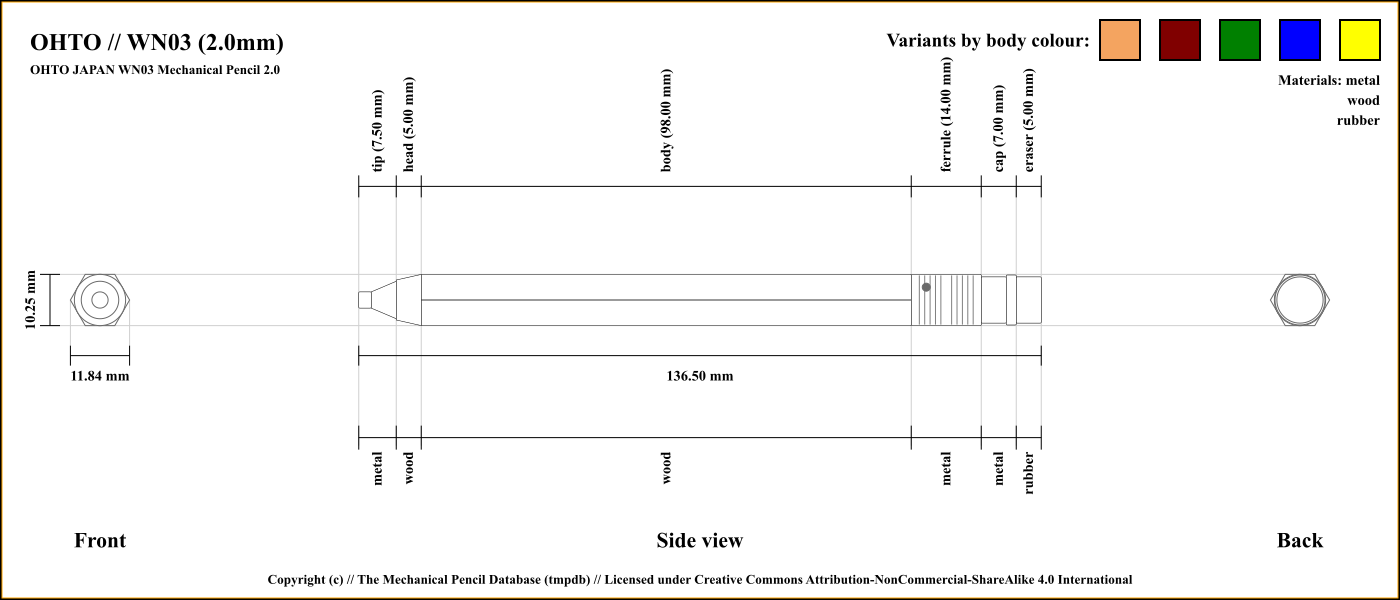 OHTO // WN03 (2.0mm)
OHTO JAPAN WN03 Mechanical Pencil 2.0
Variants by body colour:
Materials: metal
wood
rubber
tip (7.50 mm)
head (5.00 mm)
body (98.00 mm)
ferrule (14.00 mm)
cap (7.00 mm)
eraser (5.00 mm)
10.25 mm
11.84 mm
136.50 mm
metal
wood
wood
metal
metal
rubber
Front
Side view
Back
Copyright (c) // The Mechanical Pencil Database (tmpdb) // Licensed under Creative Commons Attribution-NonCommercial-ShareAlike 4.0 International